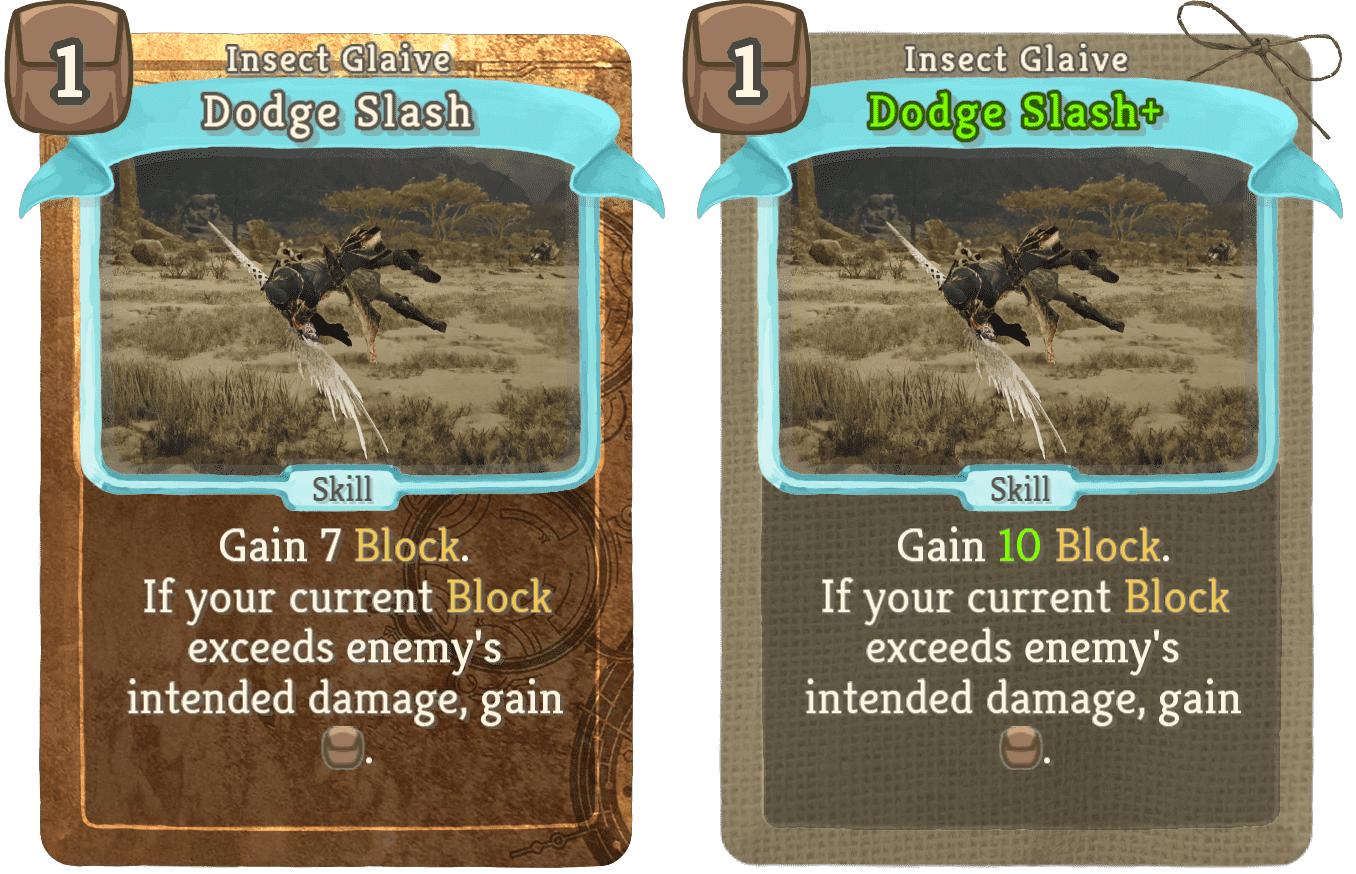 1
Insect Glaive
Dodge Slash
Skill
Gain 7 Block.
If your current Block
exceeds enemy's
intended damage, gain
.
1
Insect Glaive
Dodge Slash+
Skill
Gain 10 Block.
If your current Block
exceeds enemy's
intended damage, gain
.